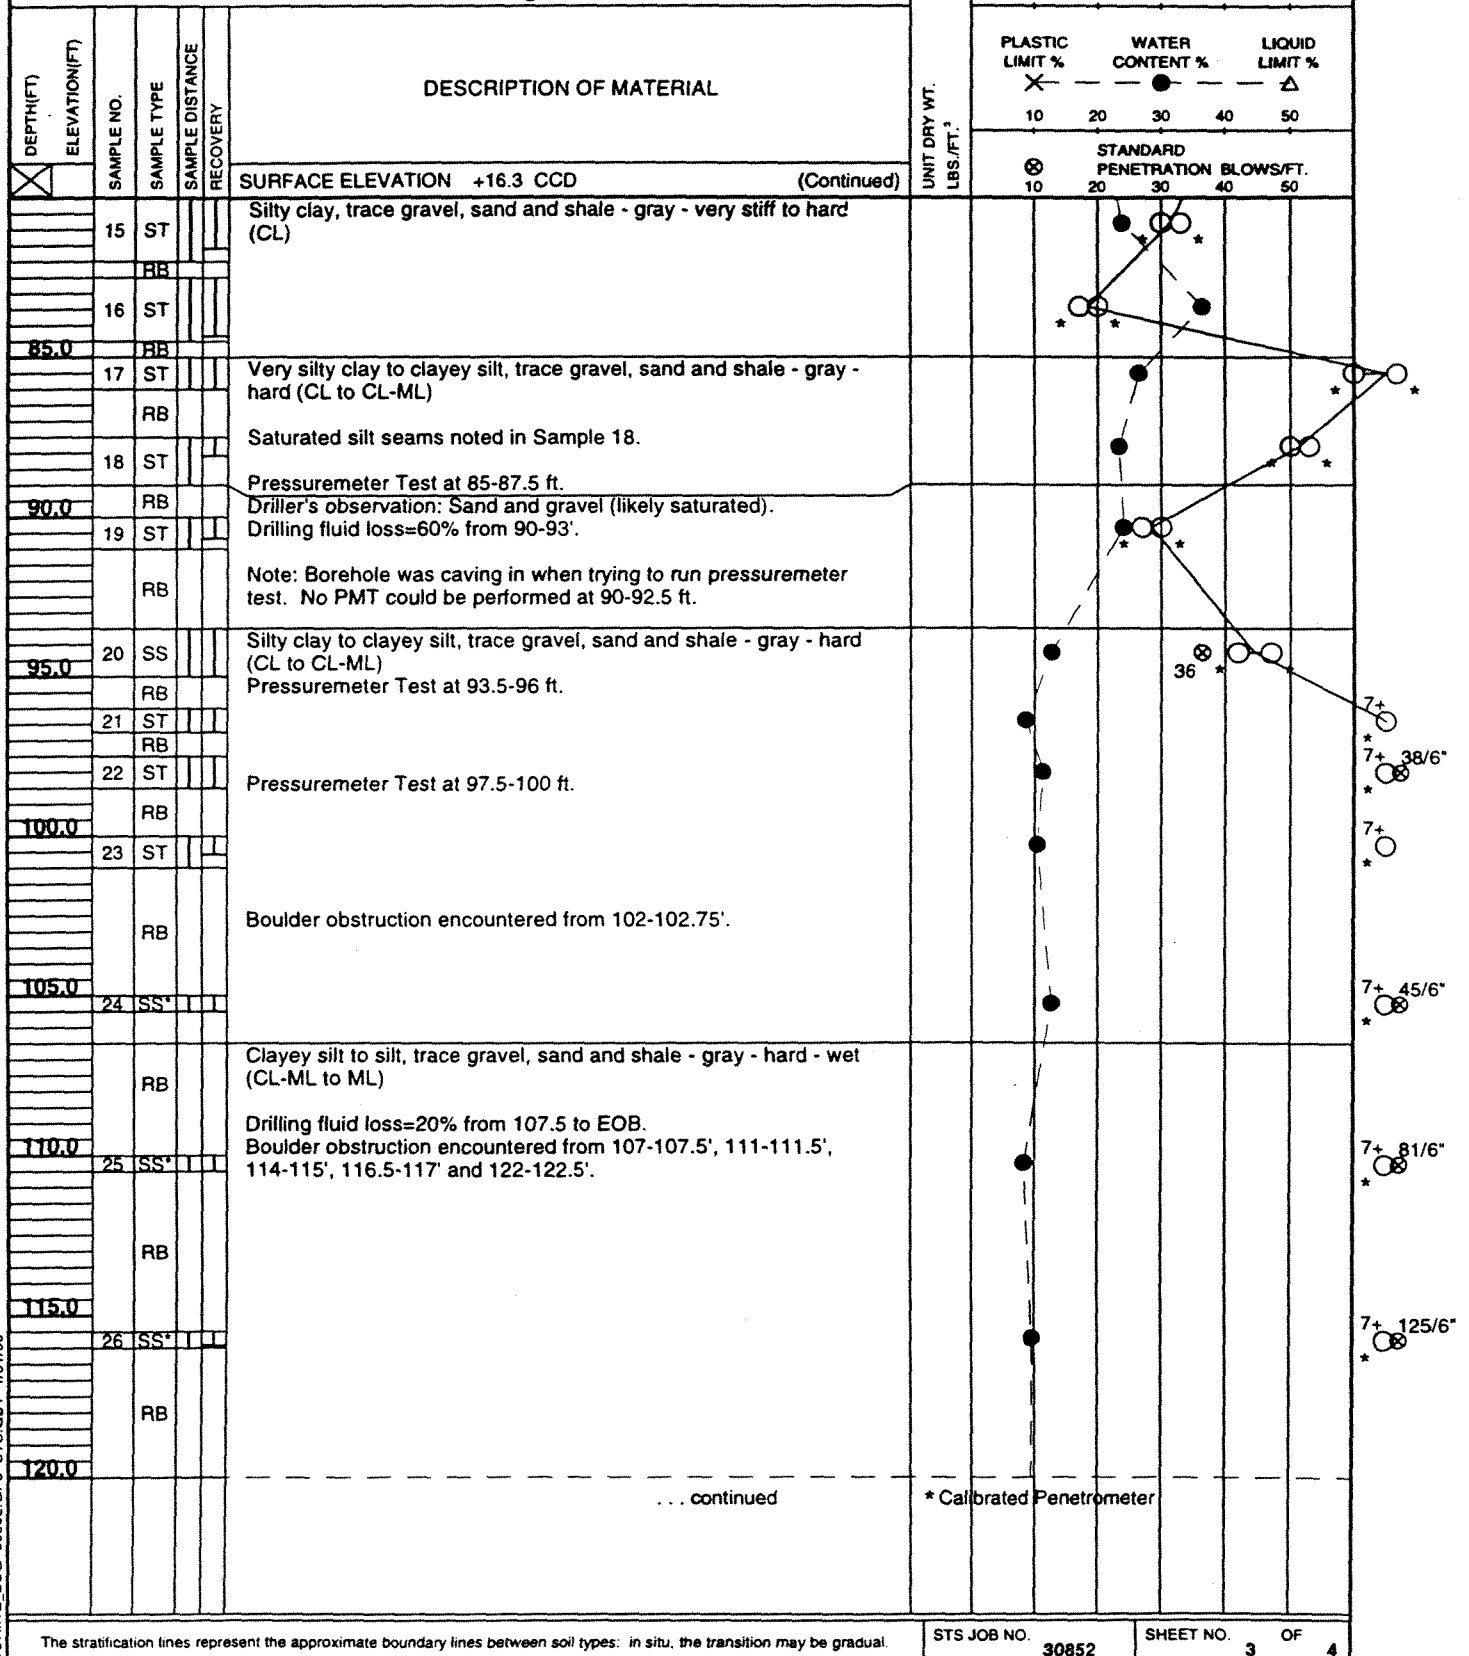 DEPTH(FT)
ELEVATION(FT)
SAMPLE NO.
SAMPLE TYPE
SAMPLE DISTANCE
RECOVERY
DESCRIPTION OF MATERIAL
UNIT DRY WT.
LBS./FT.³
PLASTIC WATER LIQUID
LIMIT % CONTENT % LIMIT %
10 20 30 40 50
STANDARD
PENETRATION BLOWS/FT.
10 20 30 40 50
SURFACE ELEVATION +16.3 CCD (Continued)
Silty clay, trace gravel, sand and shale - gray - very stiff to hard
15 ST (CL)
* *
RB
16 ST
* *
85.0 RB
17 ST Very silty clay to clayey silt, trace gravel, sand and shale - gray -
hard (CL to CL-ML) * *
RB
Saturated silt seams noted in Sample 18.
18 ST * *
Pressuremeter Test at 85-87.5 ft.
90.0 RB Driller's observation: Sand and gravel (likely saturated).
19 ST Drilling fluid loss=60% from 90-93'.
* *
Note: Borehole was caving in when trying to run pressuremeter
RB test. No PMT could be performed at 90-92.5 ft.
Silty clay to clayey silt, trace gravel, sand and shale - gray - hard
20 SS (CL to CL-ML)
95.0 36 * *
RB Pressuremeter Test at 93.5-96 ft.
7+
21 ST
*
RB
7+ 38/6"
22 ST
Pressuremeter Test at 97.5-100 ft. *
RB
100.0 7+
23 ST
*
Boulder obstruction encountered from 102-102.75'.
RB
105.0 7+ 45/6"
24 SS*
*
Clayey silt to silt, trace gravel, sand and shale - gray - hard - wet
RB (CL-ML to ML)
Drilling fluid loss=20% from 107.5 to EOB.
110.0 Boulder obstruction encountered from 107-107.5', 111-111.5', 7+ 81/6"
25 SS* 114-115', 116.5-117' and 122-122.5'.
*
RB
115.0
7+ 125/6"
26 SS*
*
RB
120.0
... continued * Calibrated Penetrometer
The stratification lines represent the approximate boundary lines between soil types: in situ, the transition may be gradual.
STS JOB NO. 30852
SHEET NO. 3 OF 4